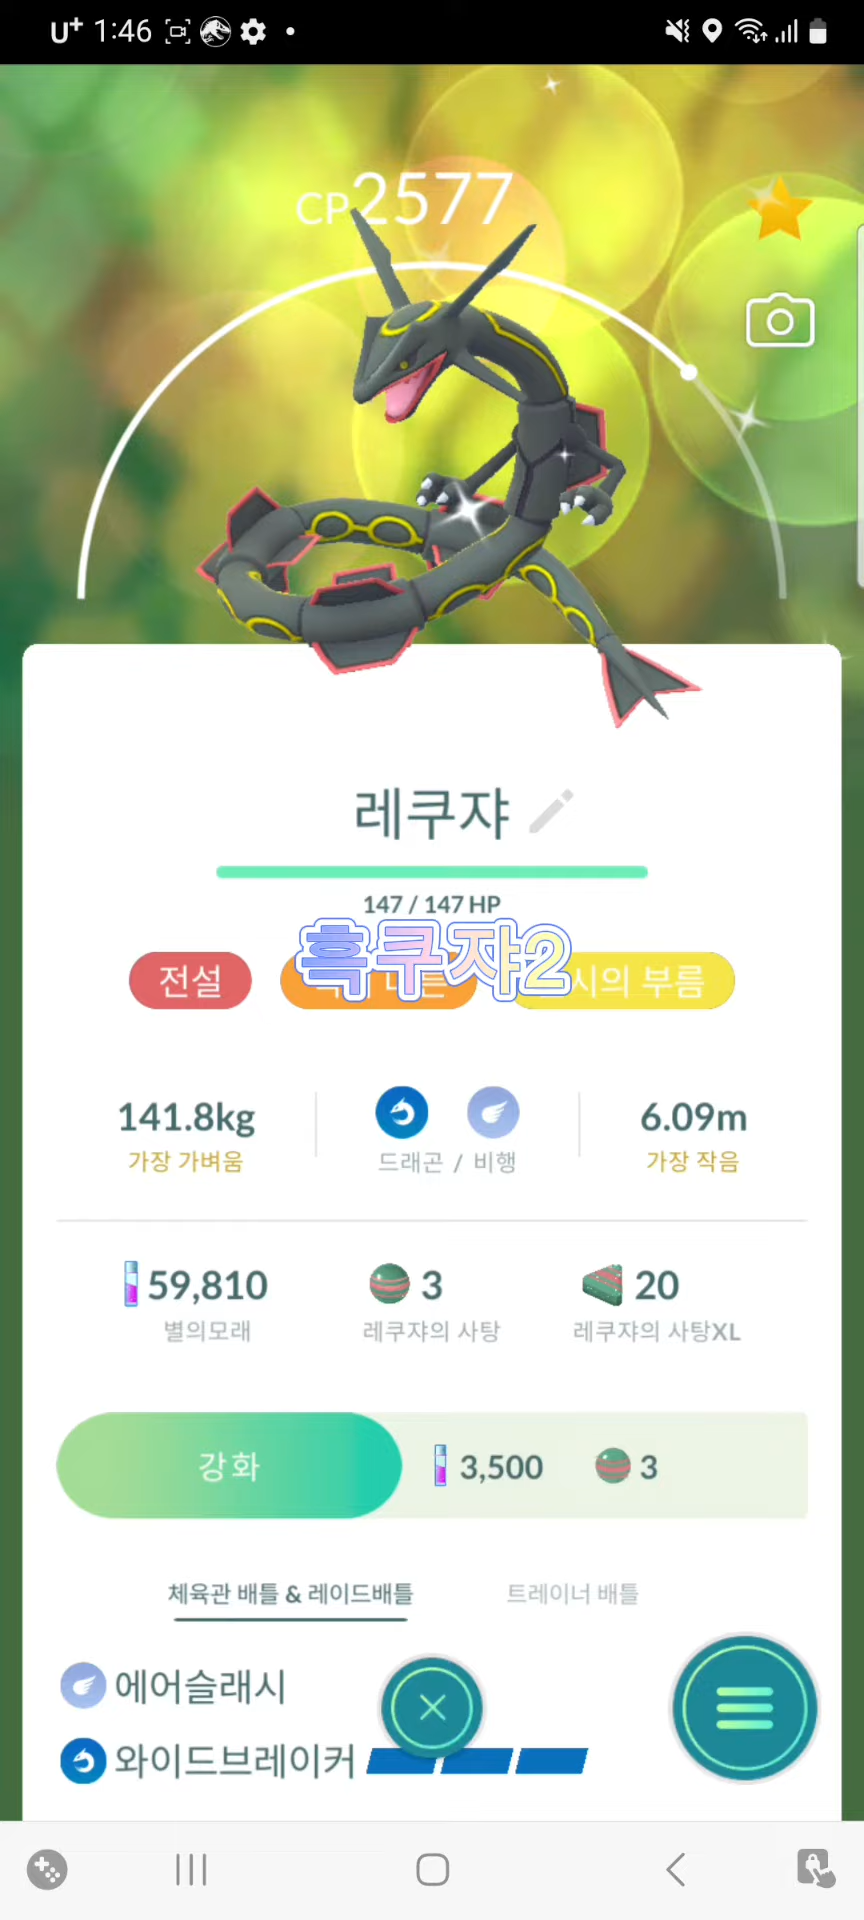 U+ 1:46
CP2577
레쿠쟈
147 / 147 HP
흑쿠쟈2
전설
시의 부름
141.8kg
가장 가벼움
드래곤 / 비행
6.09m
가장 작음
59,810
별의모래
3
레쿠쟈의 사탕
20
레쿠쟈의 사탕XL
강화
3,500
3
체육관 배틀 & 레이드배틀
트레이너 배틀
에어슬래시
와이드브레이커